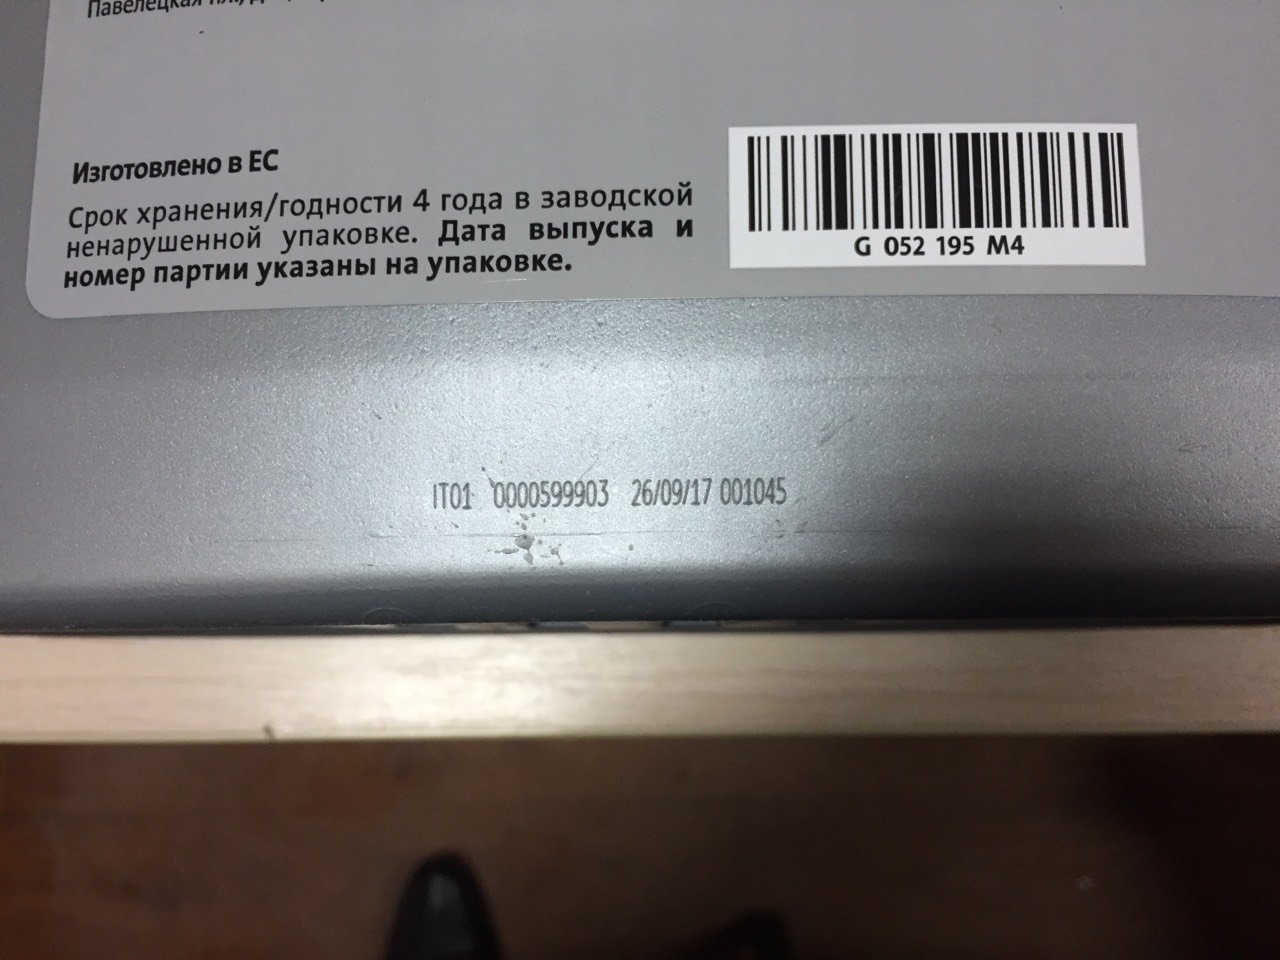 Павелецкая
Изготовлено в ЕС
Срок хранения/годности 4 года в заводской
ненарушенной упаковке. Дата выпуска и
номер партии указаны на упаковке.
G 052 195 M4
IT01 0000599903 26/09/17 001045